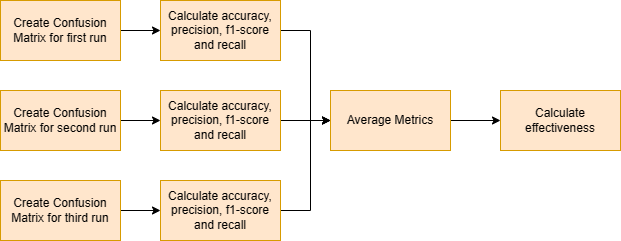 Create Confusion
Matrix for first run
Calculate accuracy,
precision, f1-score
and recall
Create Confusion
Matrix for second run
Calculate accuracy,
precision, f1-score
and recall
Average Metrics
Calculate
effectiveness
Create Confusion
Matrix for third run
Calculate accuracy,
precision, f1-score
and recall